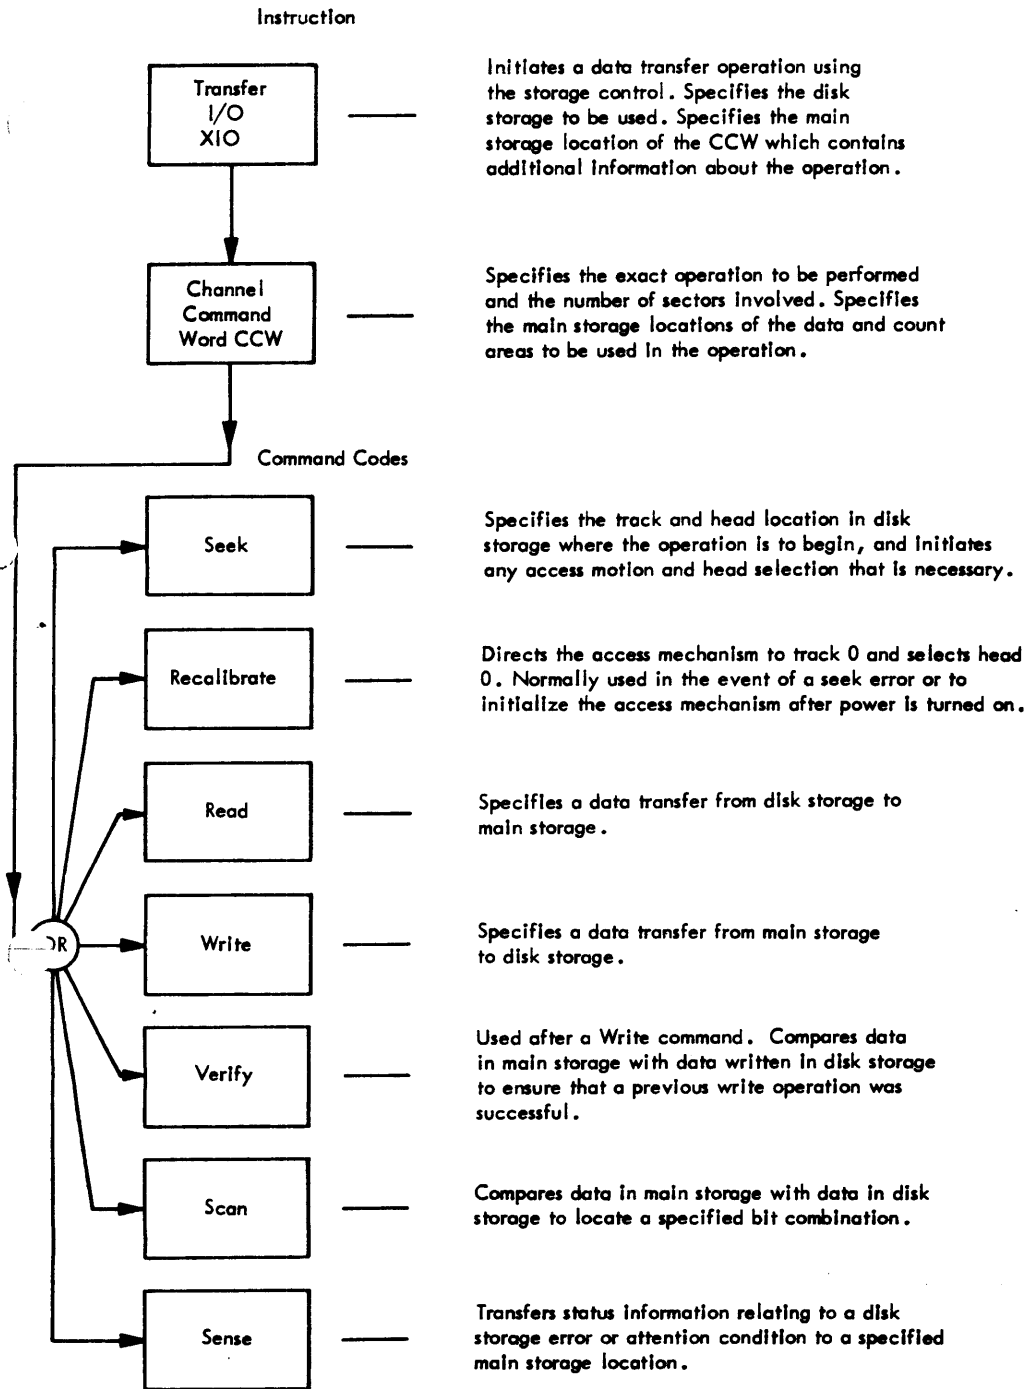 Instruction
Transfer
I/O
XIO
Initiates a data transfer operation using
the storage control. Specifies the disk
storage to be used. Specifies the main
storage location of the CCW which contains
additional information about the operation.
Channel
Command
Word CCW
Specifies the exact operation to be performed
and the number of sectors involved. Specifies
the main storage locations of the data and count
areas to be used in the operation.
Command Codes
Seek
Specifies the track and head location in disk
storage where the operation is to begin, and initiates
any access motion and head selection that is necessary.
Recalibrate
Directs the access mechanism to track 0 and selects head
0. Normally used in the event of a seek error or to
initialize the access mechanism after power is turned on.
Read
Specifies a data transfer from disk storage to
main storage.
OR
Write
Specifies a data transfer from main storage
to disk storage.
Verify
Used after a Write command. Compares data
in main storage with data written in disk storage
to ensure that a previous write operation was
successful.
Scan
Compares data in main storage with data in disk
storage to locate a specified bit combination.
Sense
Transfers status information relating to a disk
storage error or attention condition to a specified
main storage location.